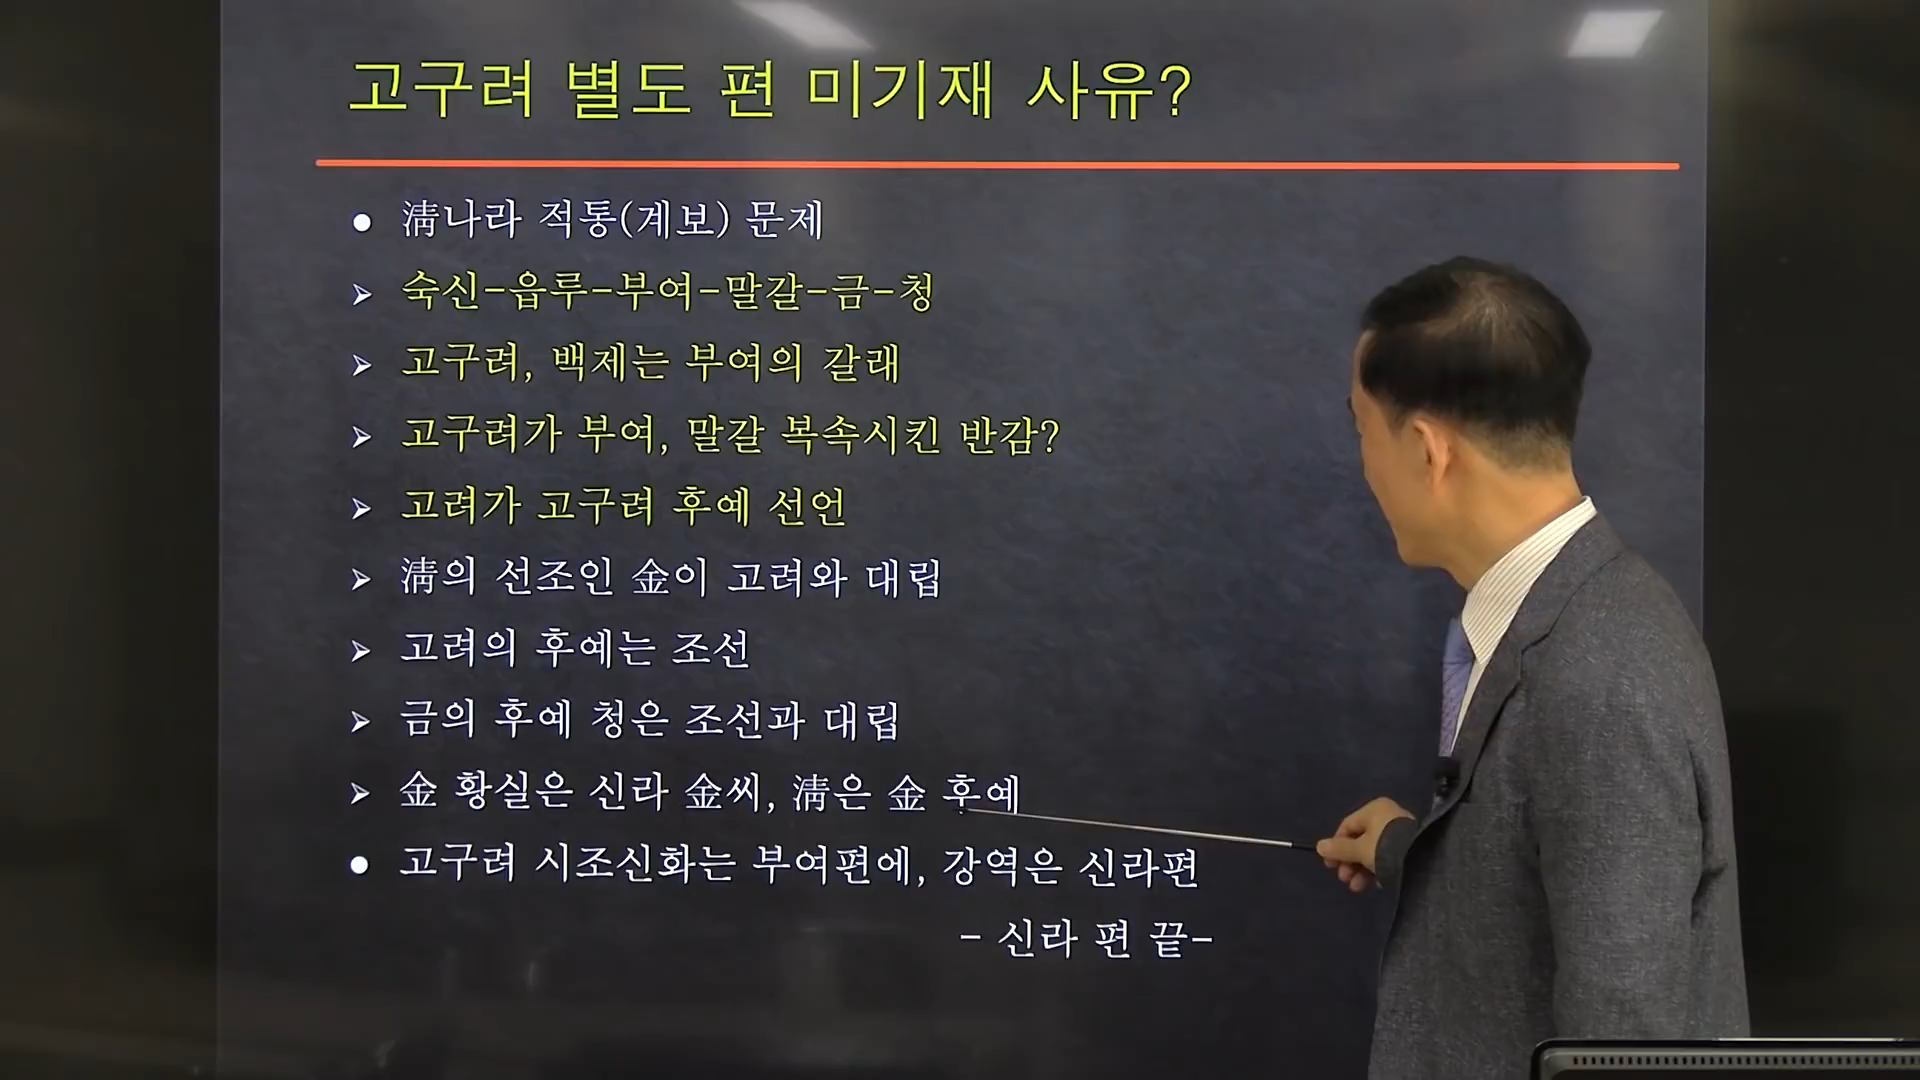 고구려 별도 편 미기재 사유?
● 淸나라 적통(계보) 문제
➢ 숙신-읍루-부여-말갈-금-청
➢ 고구려, 백제는 부여의 갈래
➢ 고구려가 부여, 말갈 복속시킨 반감?
➢ 고려가 고구려 후예 선언
➢ 淸의 선조인 金이 고려와 대립
➢ 고려의 후예는 조선
➢ 금의 후예 청은 조선과 대립
➢ 金 황실은 신라 金씨, 淸은 金 후예
● 고구려 시조신화는 부여편에, 강역은 신라편
- 신라 편 끝-